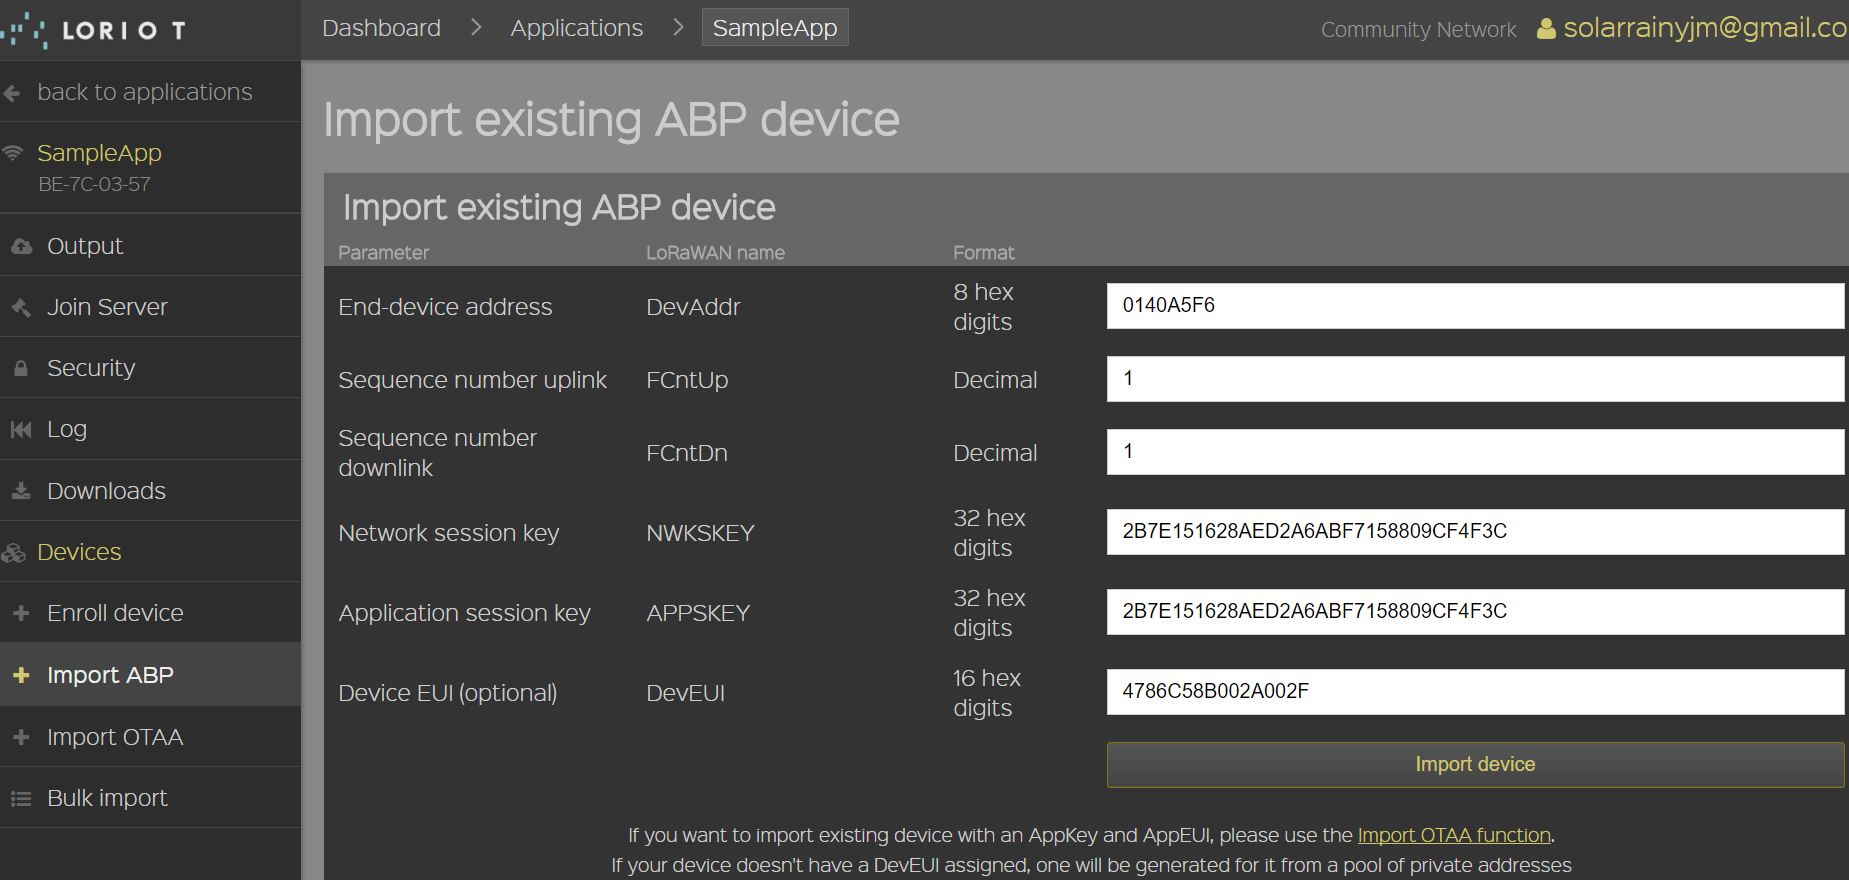 LORIOT
Dashboard
Applications
SampleApp
Community Network
solarrainyjm@gmail.co
back to applications
SampleApp
BE-7C-03-57
Output
Join Server
Security
Log
Downloads
Devices
Enroll device
Import ABP
Import OTAA
Bulk import
Import existing ABP device
Import existing ABP device
Parameter LoRaWAN name Format
End-device address DevAddr 8 hex digits 0140A5F6
Sequence number uplink FCntUp Decimal 1
Sequence number downlink FCntDn Decimal 1
Network session key NWKSKEY 32 hex digits 2B7E151628AED2A6ABF7158809CF4F3C
Application session key APPSKEY 32 hex digits 2B7E151628AED2A6ABF7158809CF4F3C
Device EUI (optional) DevEUI 16 hex digits 4786C58B002A002F
Import device
If you want to import existing device with an AppKey and AppEUI, please use the Import OTAA function.
If your device doesn't have a DevEUI assigned, one will be generated for it from a pool of private addresses